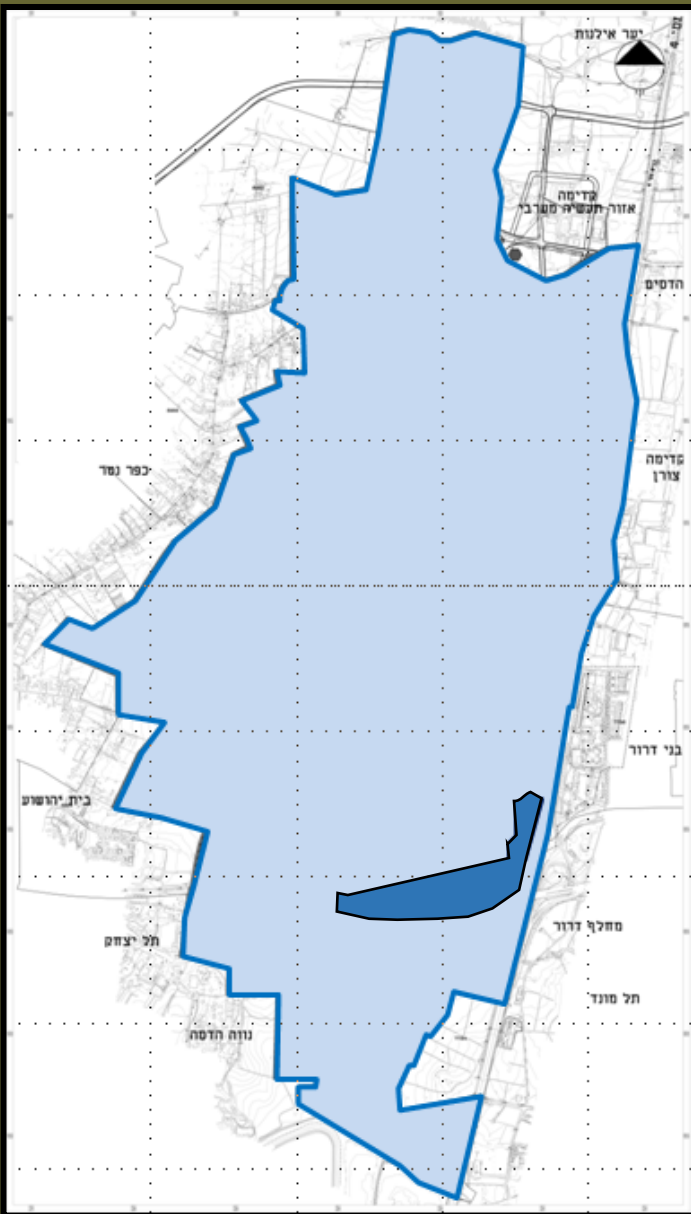 יער אילנות
קדימה
אזור תעשיה מערבי
הדסים
קדימה
צורן
כפר נטר
בני דרור
בית יהושוע
מחלף דרור
תל יצחק
תל מונד
נווה הדסה